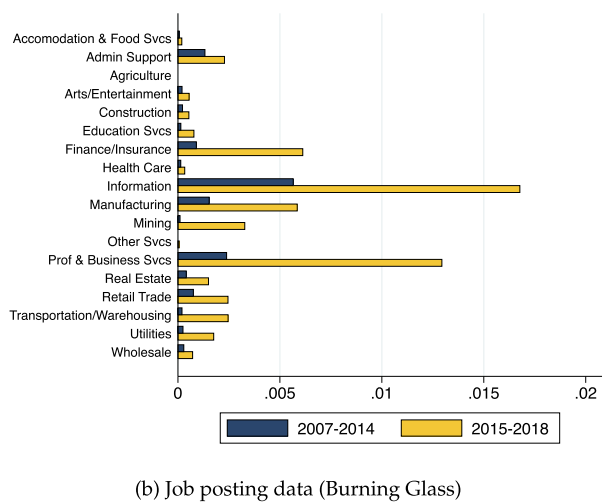 Accomodation & Food Svcs
Admin Support
Agriculture
Arts/Entertainment
Construction
Education Svcs
Finance/Insurance
Health Care
Information
Manufacturing
Mining
Other Svcs
Prof & Business Svcs
Real Estate
Retail Trade
Transportation/Warehousing
Utilities
Wholesale
0 .005 .01 .015 .02
2007-2014 2015-2018
(b) Job posting data (Burning Glass)